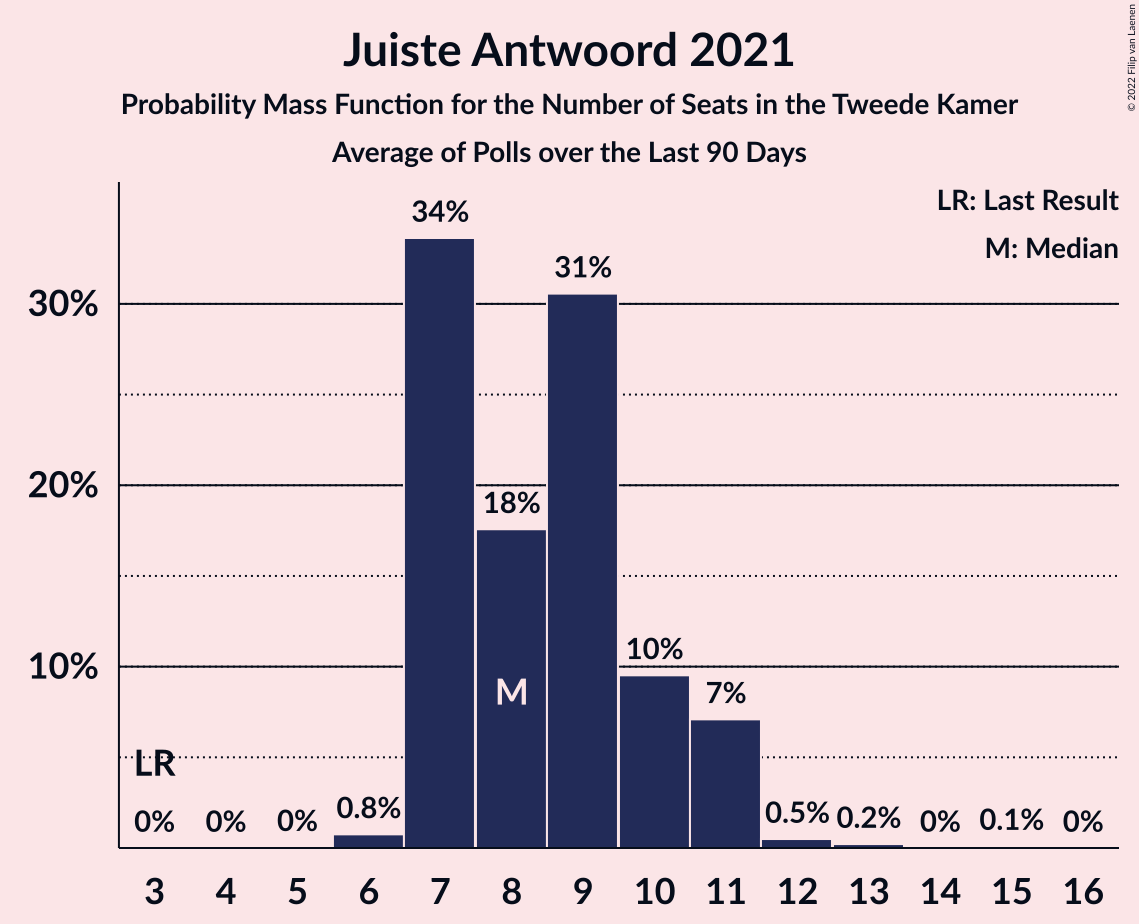 Juiste Antwoord 2021
Probability Mass Function for the Number of Seats in the Tweede Kamer
Average of Polls over the Last 90 Days
© 2022 Filip van Laenen
LR: Last Result
M: Median
34%
31%
30%
20%
18%
10%
10%
7%
M
LR
0%
0%
0%
0.8%
0.5%
0.2%
0%
0.1%
0%
3 4 5 6 7 8 9 10 11 12 13 14 15 16